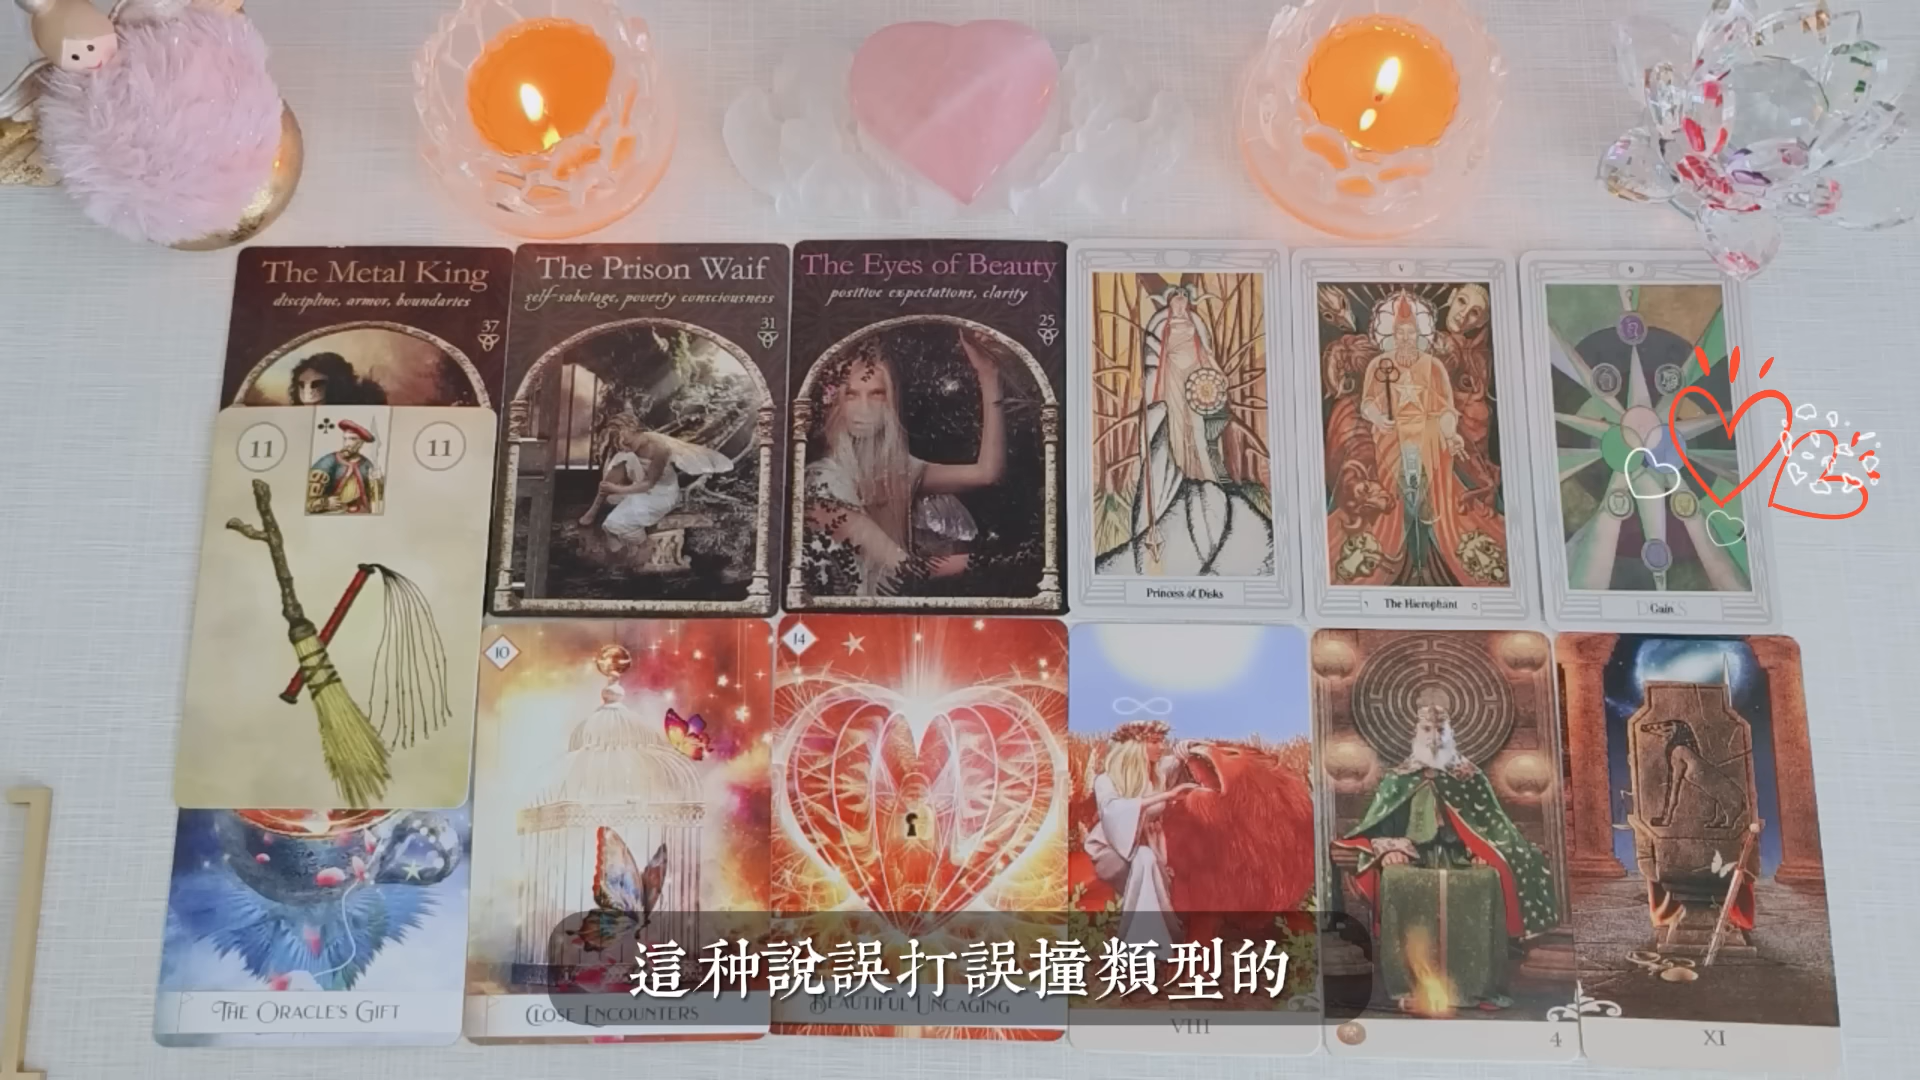 The Metal King
discipline, armor, boundaries
37
The Prison Waif
self-sabotage, poverty consciousness
31
The Eyes of Beauty
positive expectations, clarity
25
Princess of Disks
V
The Hierophant
9
Gain
11
11
THE ORACLE'S GIFT
10
CLOSE ENCOUNTERS
14
BEAUTIFUL UNCAGING
VIII
4
XI
這种說誤打誤撞類型的